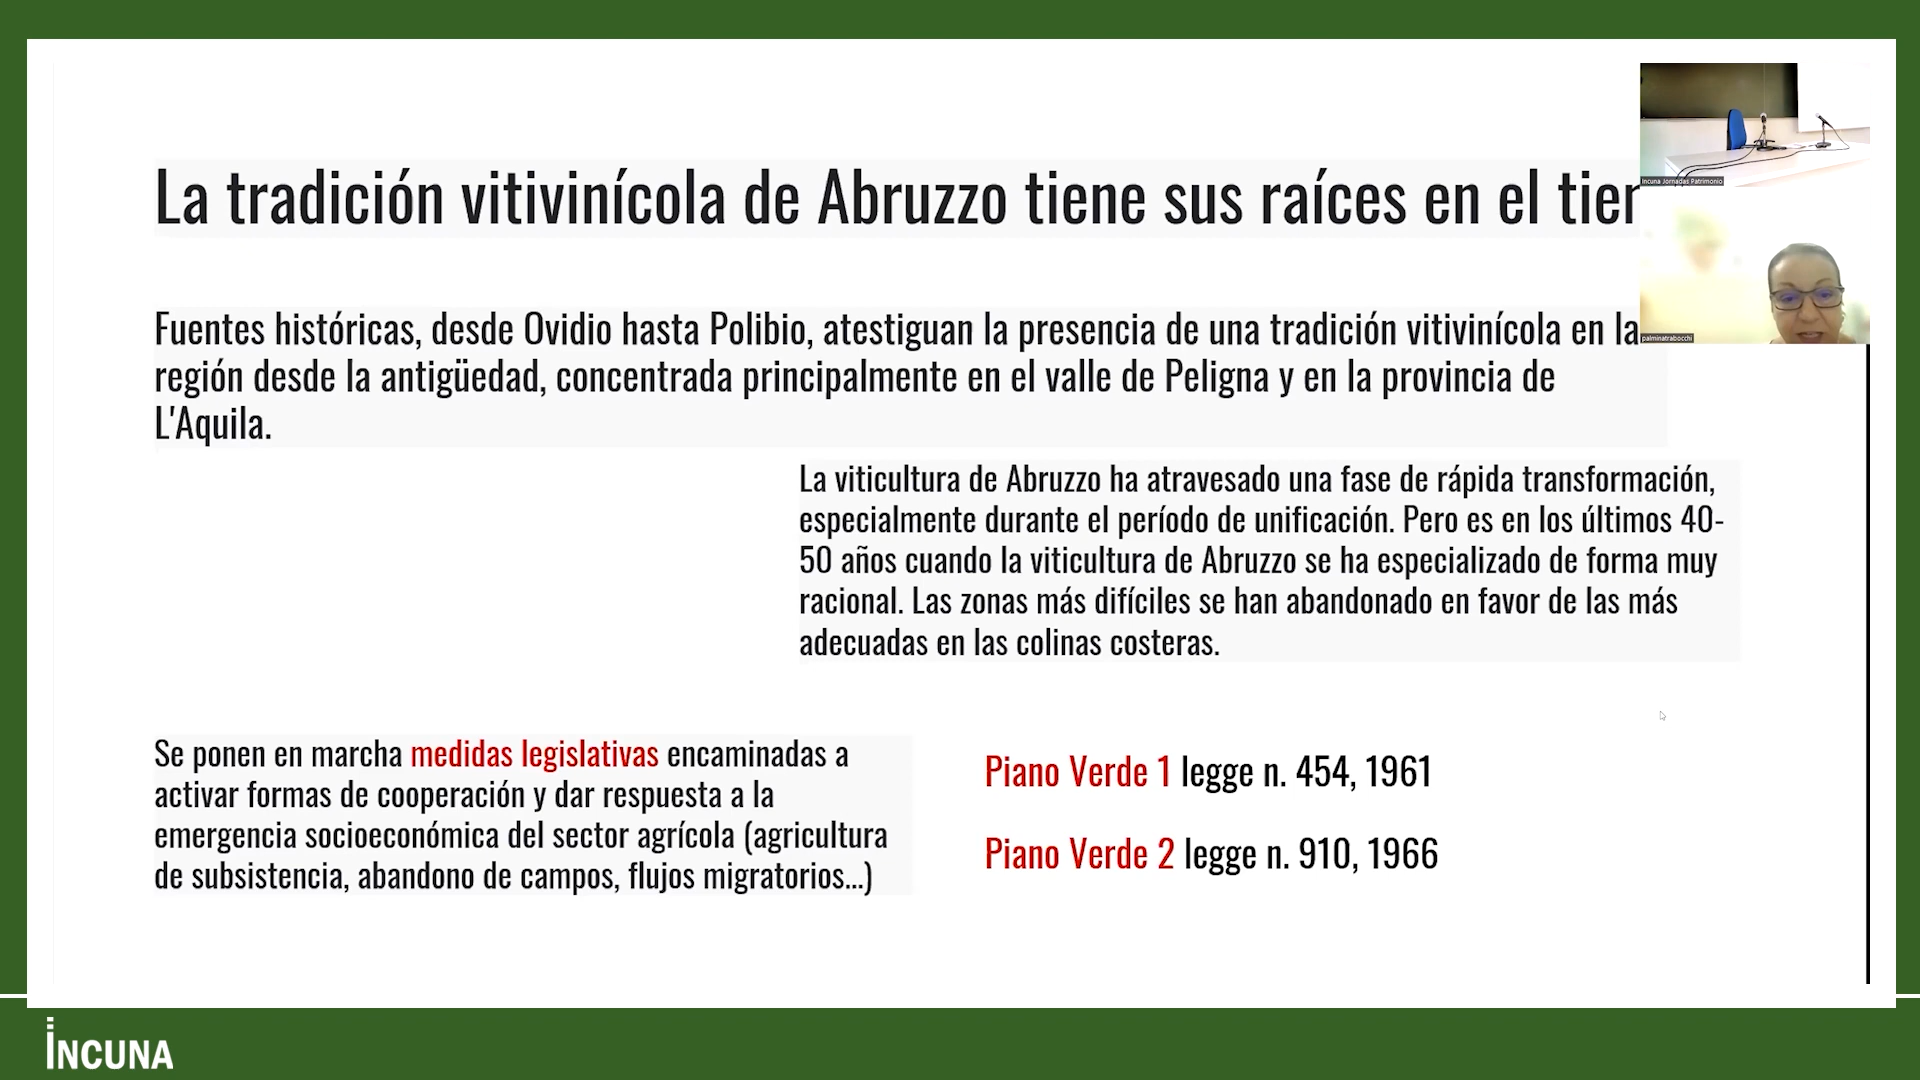 La tradición vitivinícola de Abruzzo tiene sus raíces en el
Incuna Jornadas Patrimonio
palminatrabocchi
Fuentes históricas, desde Ovidio hasta Polibio, atestiguan la presencia de una tradición vitivinícola en la
región desde la antigüedad, concentrada principalmente en el valle de Peligna y en la provincia de
L'Aquila.
La viticultura de Abruzzo ha atravesado una fase de rápida transformación,
especialmente durante el período de unificación. Pero es en los últimos 40-
50 años cuando la viticultura de Abruzzo se ha especializado de forma muy
racional. Las zonas más difíciles se han abandonado en favor de las más
adecuadas en las colinas costeras.
Se ponen en marcha medidas legislativas encaminadas a
activar formas de cooperación y dar respuesta a la
emergencia socioeconómica del sector agrícola (agricultura
de subsistencia, abandono de campos, flujos migratorios...)
Piano Verde 1 legge n. 454, 1961
Piano Verde 2 legge n. 910, 1966
INCUNA